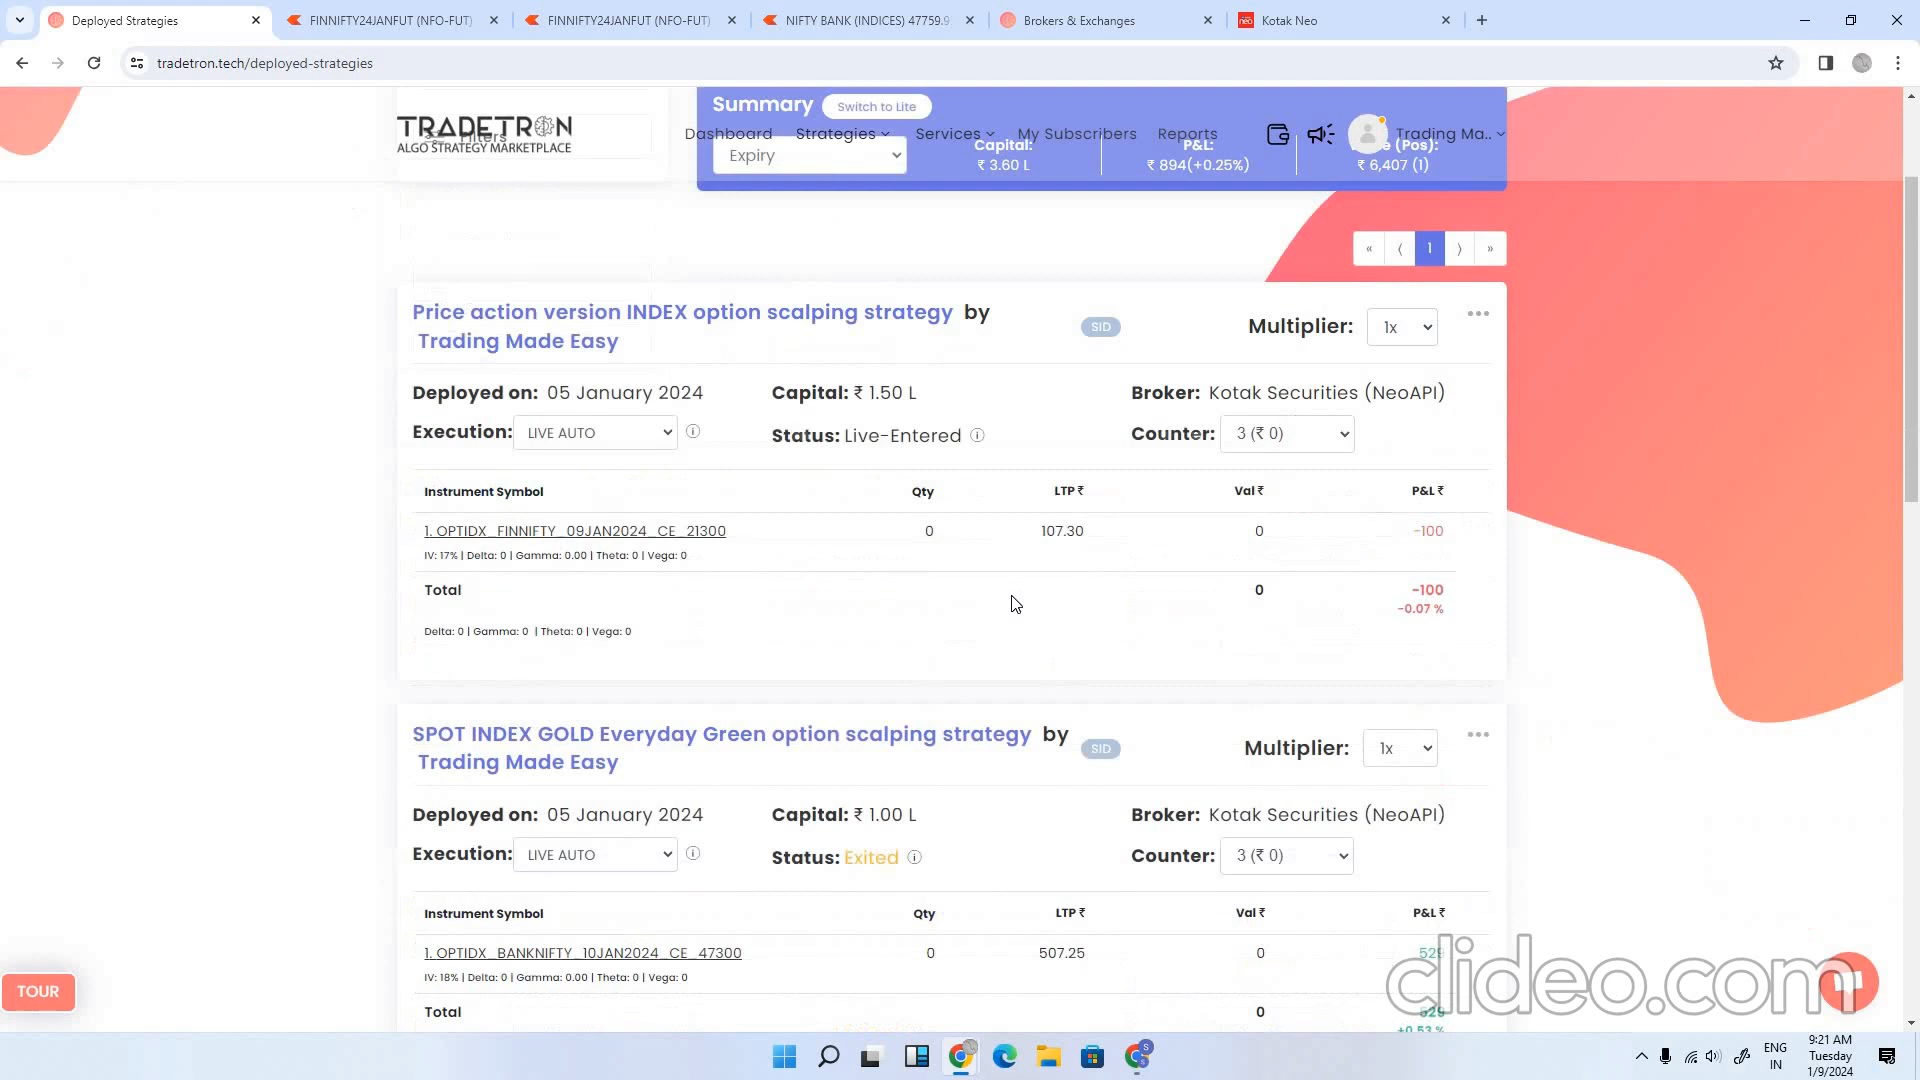 Deployed Strategies
FINNIFTY24JANFUT (NFO-FUT)
FINNIFTY24JANFUT (NFO-FUT)
NIFTY BANK (INDICES) 47759.9
Brokers & Exchanges
neo Kotak Neo
tradetron.tech/deployed-strategies
Summary Switch to Lite
TRADETRON
ALGO STRATEGY MARKETPLACE
Filters
Dashboard Strategies Services My Subscribers Reports Trading Ma..
Expiry
Capital: P&L: (Pos):
₹ 3.60 L ₹ 894(+0.25%) ₹ 6,407 (1)
« ⟨ 1 ⟩ »
Price action version INDEX option scalping strategy by
Trading Made Easy
SID
Multiplier: 1x
Deployed on: 05 January 2024 Capital: ₹ 1.50 L Broker: Kotak Securities (NeoAPI)
Execution: LIVE AUTO Status: Live-Entered Counter: 3 (₹ 0)
Instrument Symbol Qty LTP ₹ Val ₹ P&L ₹
1. OPTIDX_FINNIFTY_09JAN2024_CE_21300 0 107.30 0 -100
IV: 17% | Delta: 0 | Gamma: 0.00 | Theta: 0 | Vega: 0
Total 0 -100
-0.07 %
Delta: 0 | Gamma: 0 | Theta: 0 | Vega: 0
SPOT INDEX GOLD Everyday Green option scalping strategy by
Trading Made Easy
SID
Multiplier: 1x
Deployed on: 05 January 2024 Capital: ₹ 1.00 L Broker: Kotak Securities (NeoAPI)
Execution: LIVE AUTO Status: Exited Counter: 3 (₹ 0)
Instrument Symbol Qty LTP ₹ Val ₹ P&L ₹
1. OPTIDX_BANKNIFTY_10JAN2024_CE_47300 0 507.25 0 529
IV: 18% | Delta: 0 | Gamma: 0.00 | Theta: 0 | Vega: 0
Total 0 529
+0.53 %
TOUR
clideo.com
ENG
IN
9:21 AM
Tuesday
1/9/2024